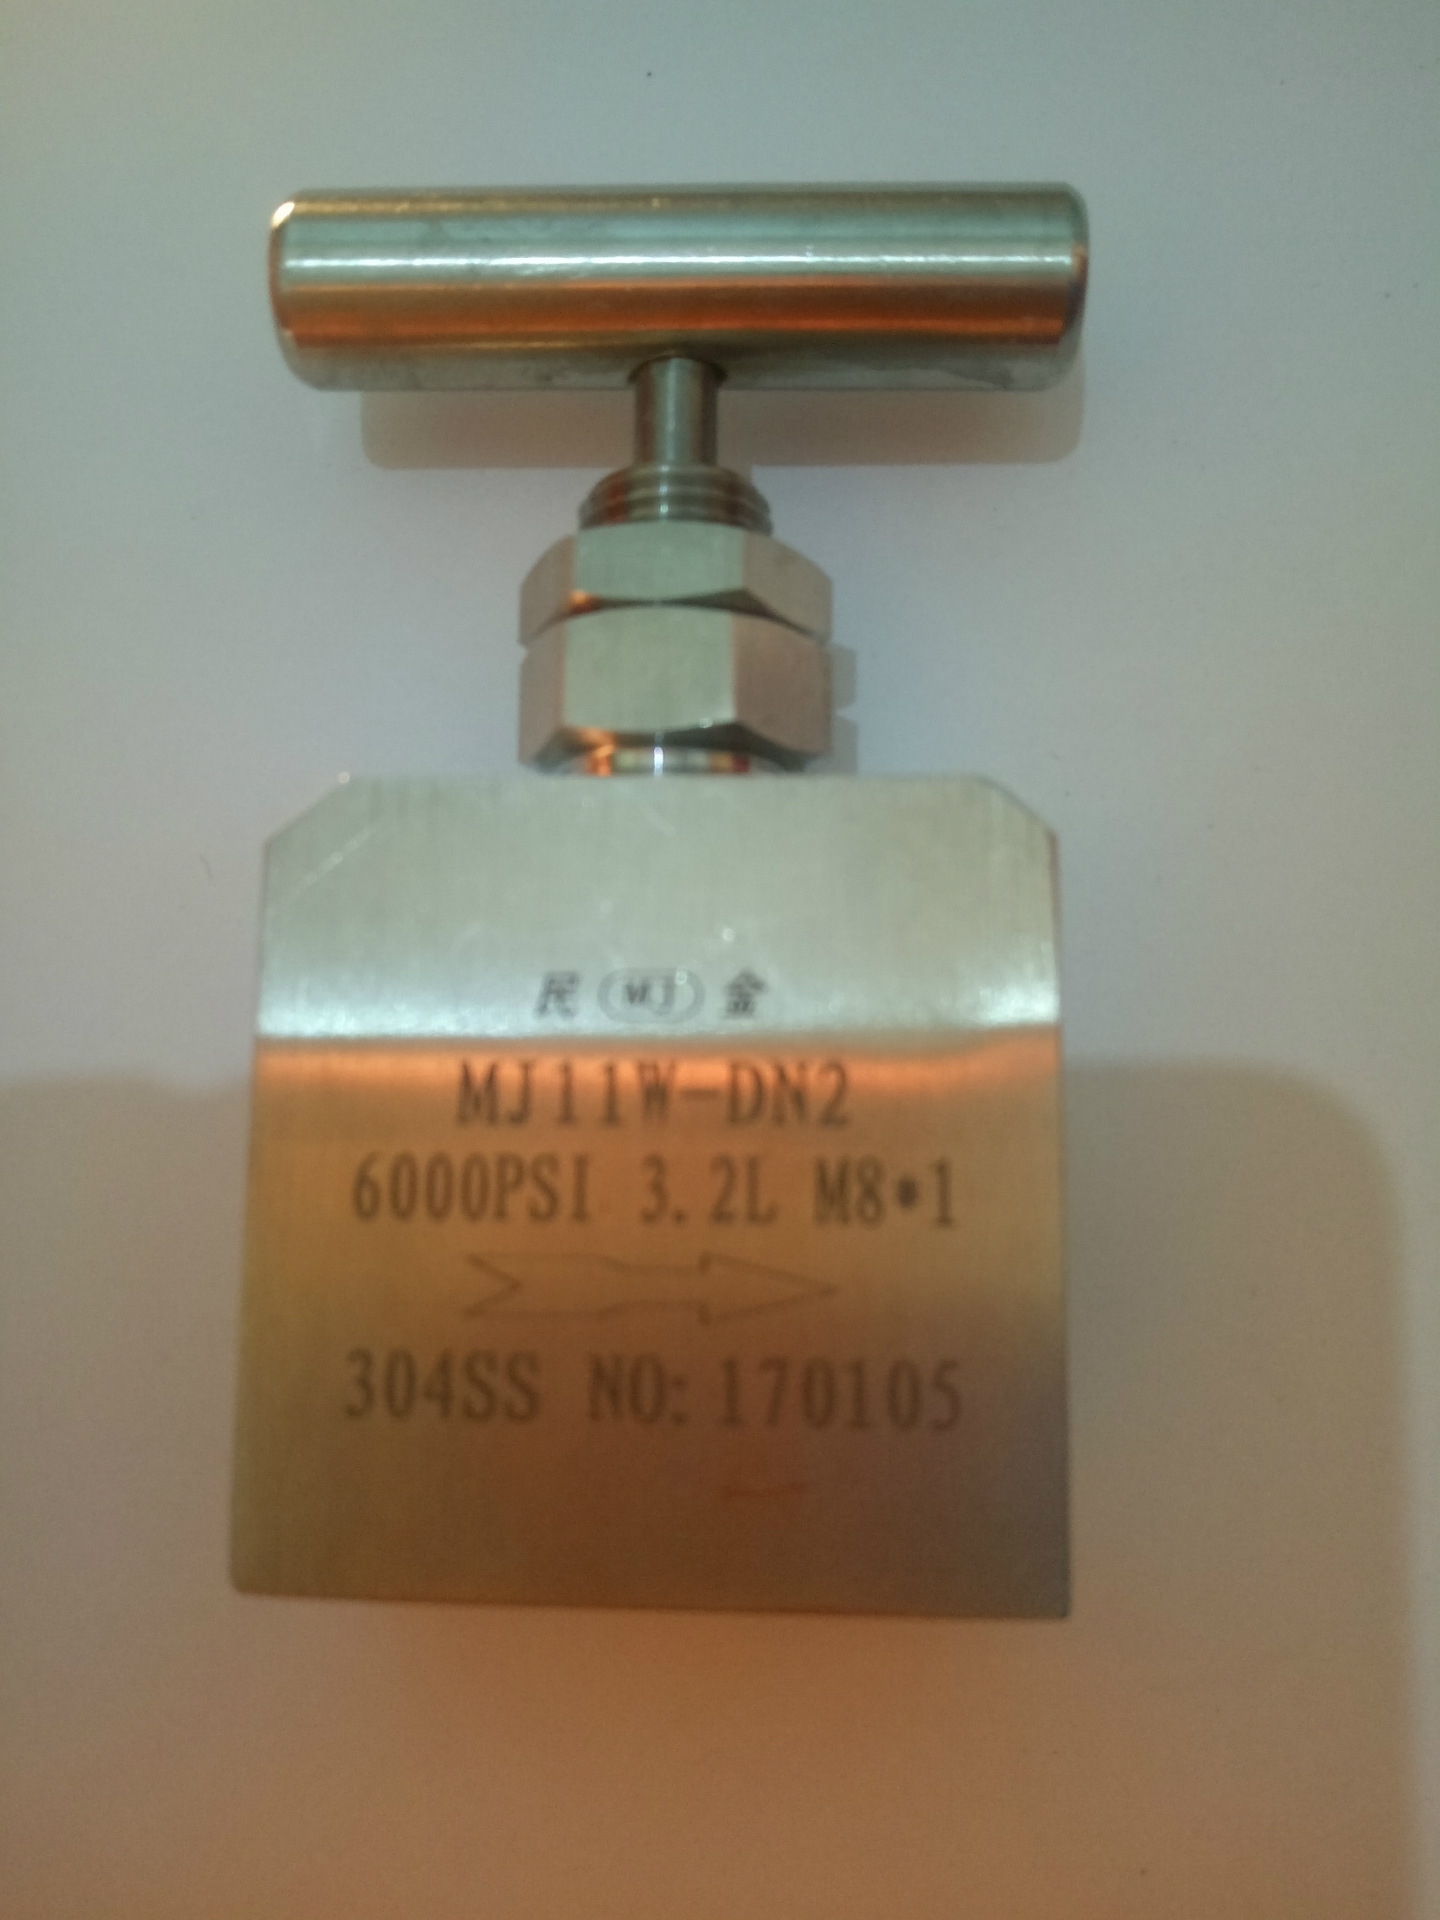 民 MJ 金
MJ11W-DN2
6000PSI 3.2L M8*1
304SS NO:170105